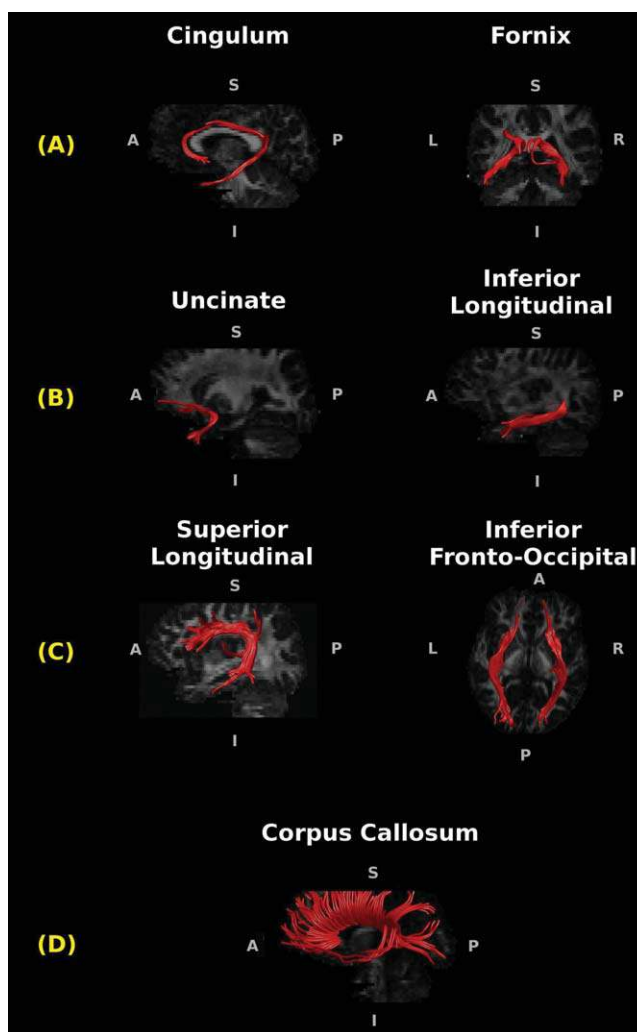 Cingulum
Fornix
S
S
(A)
A
P
L
R
I
I
Uncinate
Inferior
Longitudinal
S
S
(B)
A
P
A
P
I
I
Superior
Longitudinal
Inferior
Fronto-Occipital
S
A
(C)
A
P
L
R
I
P
Corpus Callosum
S
(D)
A
P
I